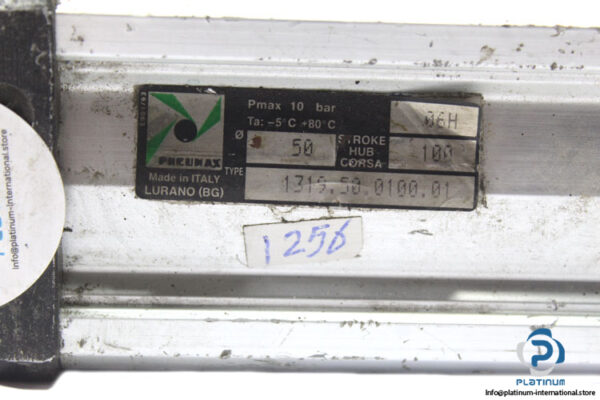 Pmax 10 bar
Ta: -5°C +80°C
06H
Ø 50
STROKE
HUB
CORSA
100
PNEUMAX
Made in ITALY
LURANO (BG)
TYPE
1319.50.0100.01
1256
info@platinum-international.store
PLATINUM
info@platinum-international.store